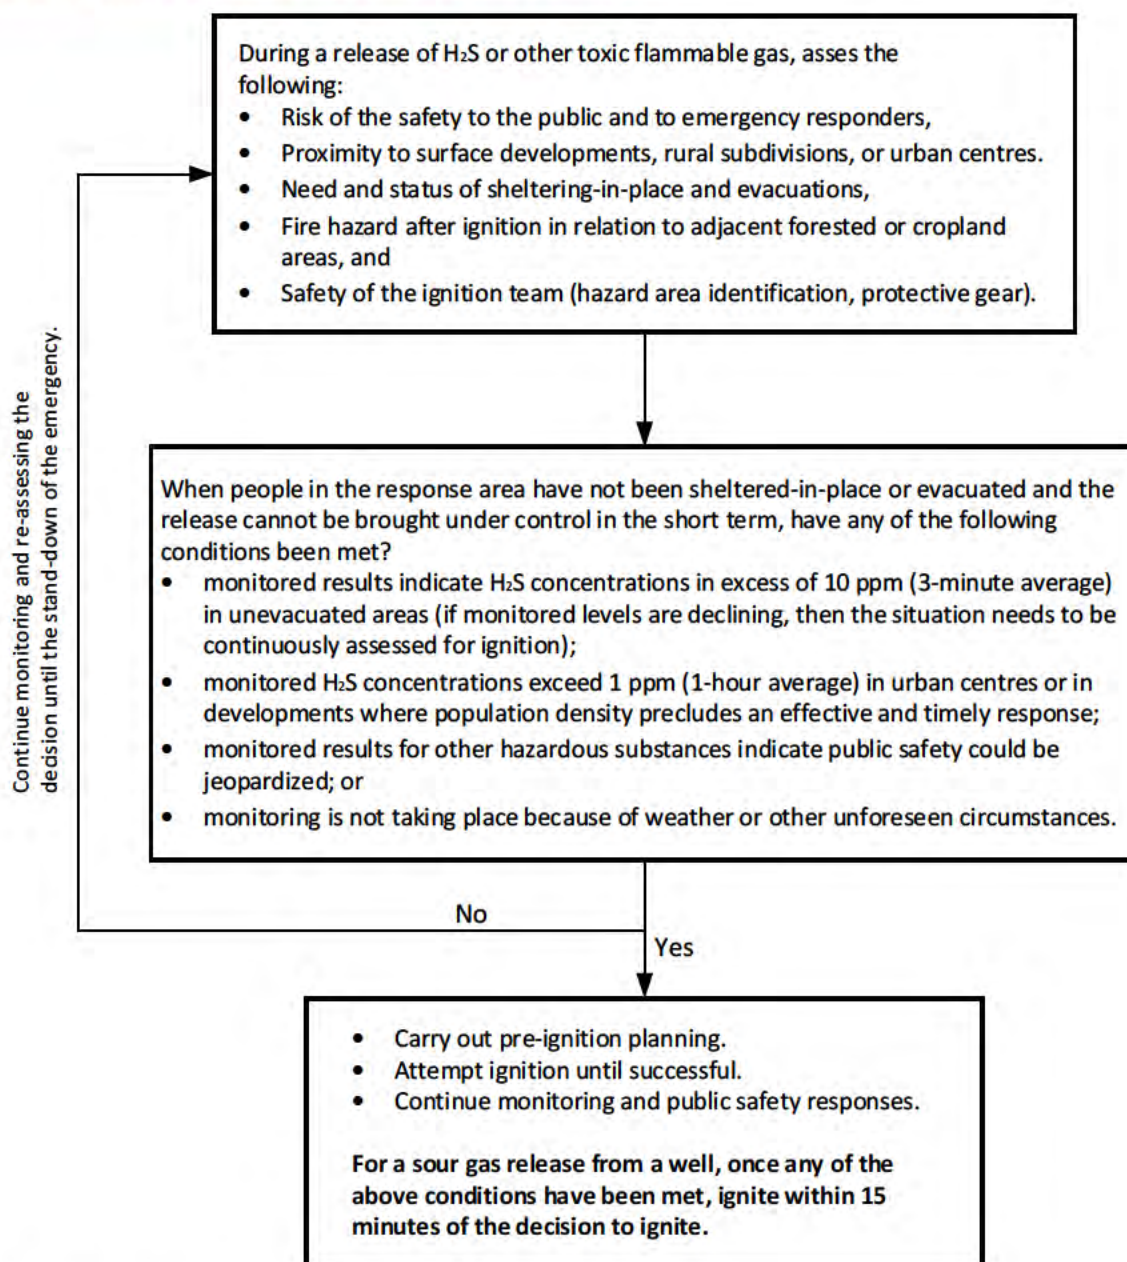 During a release of H₂S or other toxic flammable gas, asses the
following:
• Risk of the safety to the public and to emergency responders,
• Proximity to surface developments, rural subdivisions, or urban centres.
• Need and status of sheltering-in-place and evacuations,
• Fire hazard after ignition in relation to adjacent forested or cropland
areas, and
• Safety of the ignition team (hazard area identification, protective gear).
Continue monitoring and re-assessing the
decision until the stand-down of the emergency.
When people in the response area have not been sheltered-in-place or evacuated and the
release cannot be brought under control in the short term, have any of the following
conditions been met?
• monitored results indicate H₂S concentrations in excess of 10 ppm (3-minute average)
in unevacuated areas (if monitored levels are declining, then the situation needs to be
continuously assessed for ignition);
• monitored H₂S concentrations exceed 1 ppm (1-hour average) in urban centres or in
developments where population density precludes an effective and timely response;
• monitored results for other hazardous substances indicate public safety could be
jeopardized; or
• monitoring is not taking place because of weather or other unforeseen circumstances.
No
Yes
• Carry out pre-ignition planning.
• Attempt ignition until successful.
• Continue monitoring and public safety responses.
For a sour gas release from a well, once any of the
above conditions have been met, ignite within 15
minutes of the decision to ignite.